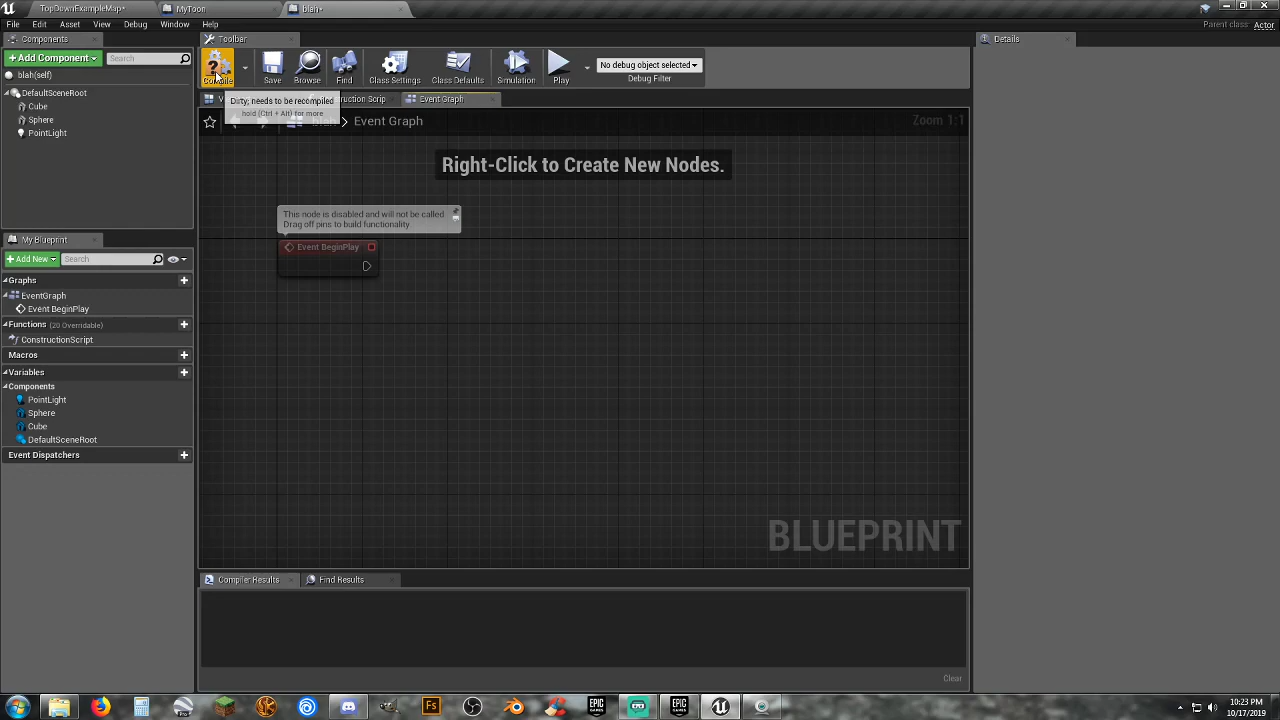 TopDownExampleMap*
MyToon
blah*
File Edit Asset View Debug Window Help
Parent class: Actor
Components
Toolbar
Details
+ Add Component
Search
Compile
Save
Browse
Find
Class Settings
Class Defaults
Simulation
Play
No debug object selected
Debug Filter
blah(self)
DefaultSceneRoot
Cube
Sphere
PointLight
Dirty; needs to be recompiled
hold (Ctrl + Alt) for more
struction Scrip
Event Graph
Event Graph
Zoom 1:1
Right-Click to Create New Nodes.
This node is disabled and will not be called
Drag off pins to build functionality
Event BeginPlay
My Blueprint
+ Add New
Search
Graphs
EventGraph
Event BeginPlay
Functions (20 Overridable)
ConstructionScript
Macros
Variables
Components
PointLight
Sphere
Cube
DefaultSceneRoot
Event Dispatchers
BLUEPRINT
Compiler Results
Find Results
Clear
Fs
EPIC GAMES
EPIC GAMES
10:23 PM
10/17/2019